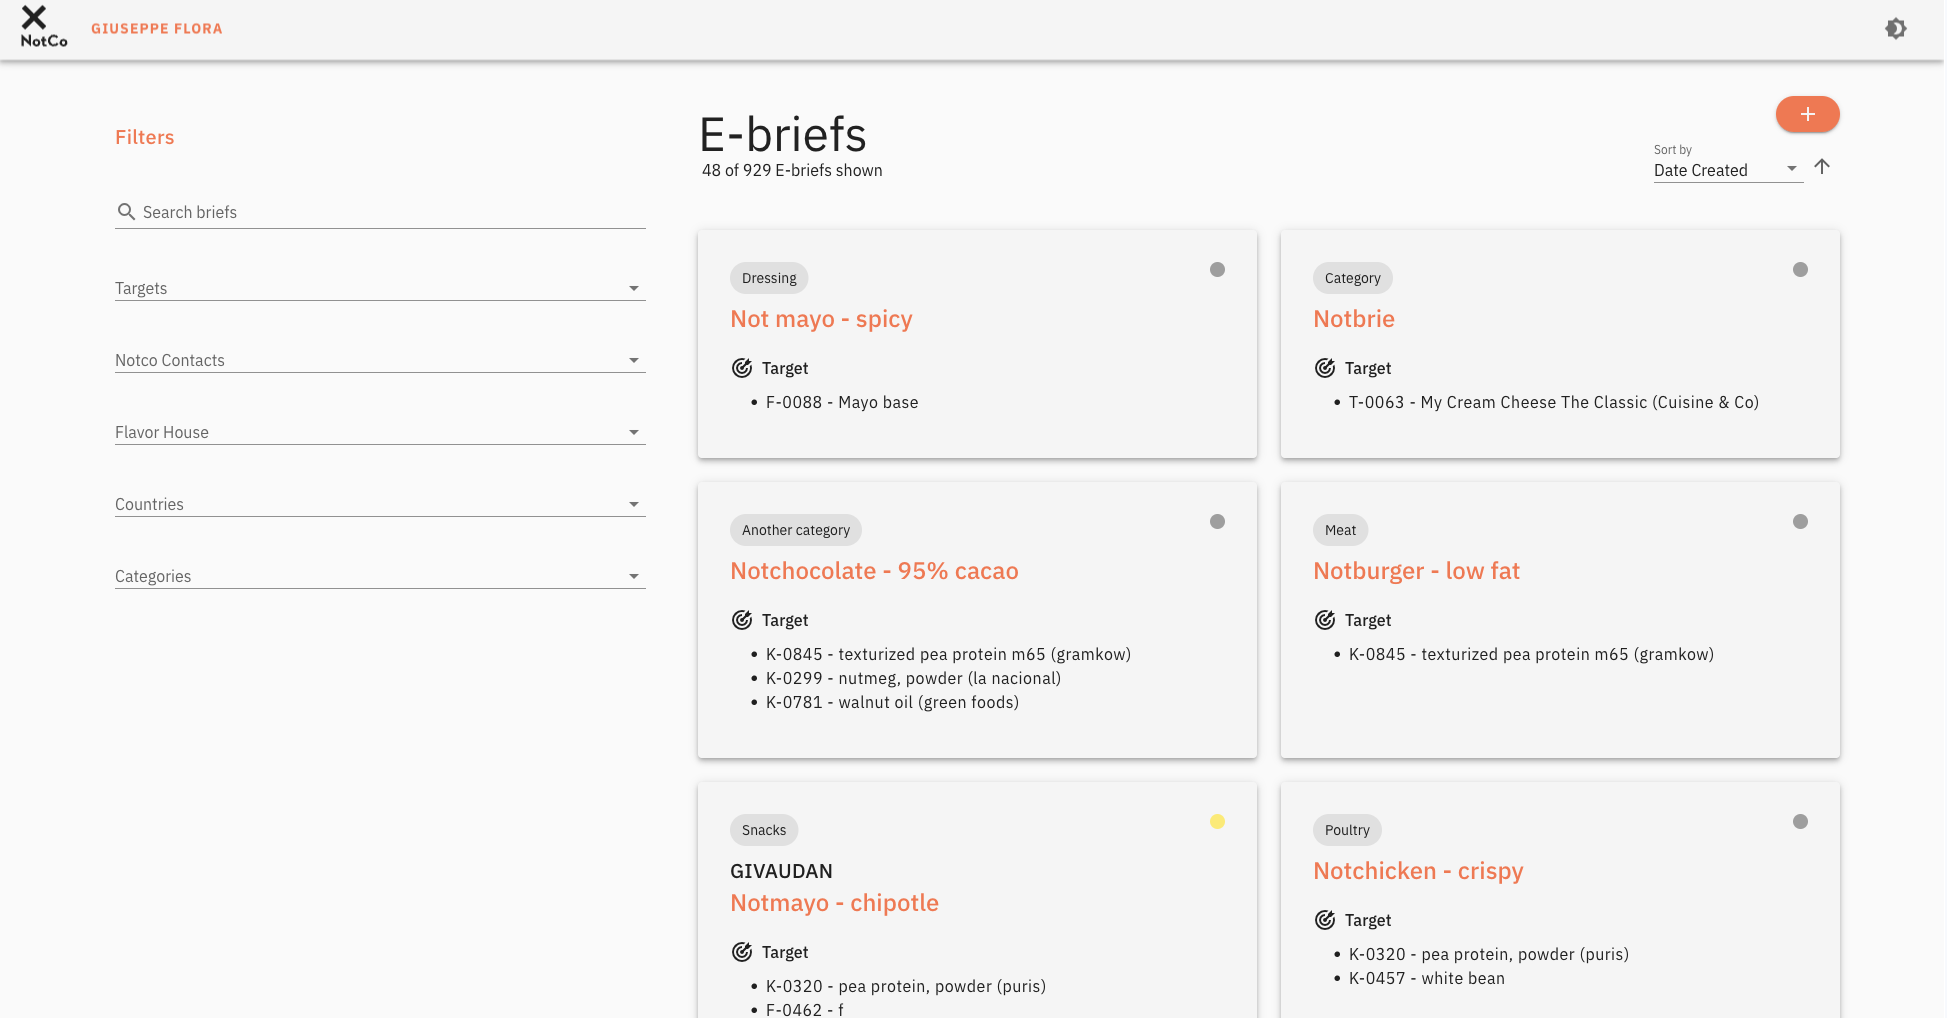 NotCo
GIUSEPPE FLORA
Filters
Search briefs
Targets
Notco Contacts
Flavor House
Countries
Categories
E-briefs
48 of 929 E-briefs shown
+
Sort by
Date Created
Dressing
Not mayo - spicy
Target
• F-0088 - Mayo base
Category
Notbrie
Target
• T-0063 - My Cream Cheese The Classic (Cuisine & Co)
Another category
Notchocolate - 95% cacao
Target
• K-0845 - texturized pea protein m65 (gramkow)
• K-0299 - nutmeg, powder (la nacional)
• K-0781 - walnut oil (green foods)
Meat
Notburger - low fat
Target
• K-0845 - texturized pea protein m65 (gramkow)
Snacks
GIVAUDAN
Notmayo - chipotle
Target
• K-0320 - pea protein, powder (puris)
• F-0462 - f
Poultry
Notchicken - crispy
Target
• K-0320 - pea protein, powder (puris)
• K-0457 - white bean